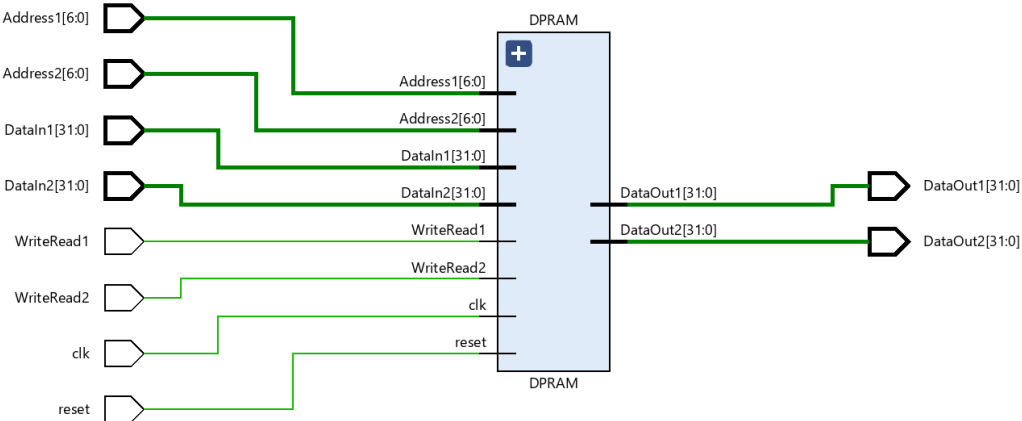 Address1[6:0]
DPRAM
Address2[6:0]
Address1[6:0]
Address2[6:0]
DataIn1[31:0]
DataIn1[31:0]
DataIn2[31:0]
DataIn2[31:0]
DataOut1[31:0]
DataOut1[31:0]
WriteRead1
WriteRead1
DataOut2[31:0]
DataOut2[31:0]
WriteRead2
WriteRead2
clk
clk
reset
DPRAM
reset